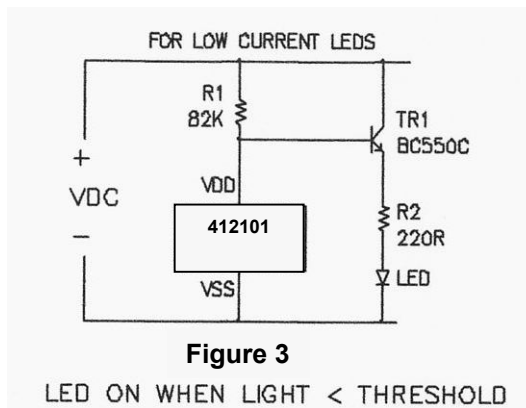 FOR LOW CURRENT LEDS
R1
82K
TR1
BC550C
+
VDC
-
VDD
412101
VSS
R2
220R
LED
Figure 3
LED ON WHEN LIGHT < THRESHOLD